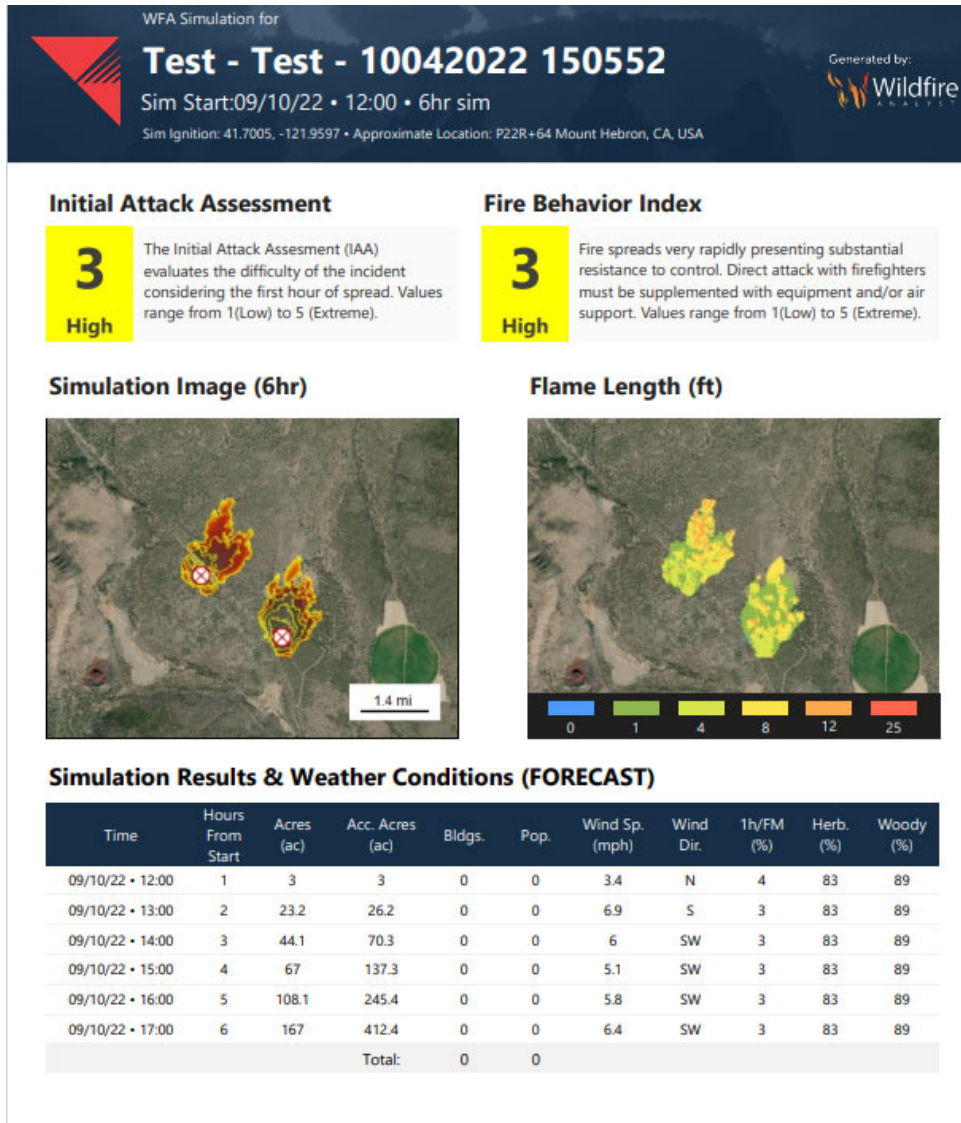 WFA Simulation for
Test - Test - 10042022 150552
Sim Start:09/10/22 • 12:00 • 6hr sim
Sim Ignition: 41.7005, -121.9597 • Approximate Location: P22R+64 Mount Hebron, CA, USA
Generated by:
Wildfire
ANALYST
Initial Attack Assessment
3
High
The Initial Attack Assesment (IAA)
evaluates the difficulty of the incident
considering the first hour of spread. Values
range from 1(Low) to 5 (Extreme).
Fire Behavior Index
3
High
Fire spreads very rapidly presenting substantial
resistance to control. Direct attack with firefighters
must be supplemented with equipment and/or air
support. Values range from 1(Low) to 5 (Extreme).
Simulation Image (6hr)
1.4 mi
Flame Length (ft)
0 1 4 8 12 25
Simulation Results & Weather Conditions (FORECAST)
Time Hours From Start Acres (ac) Acc. Acres (ac) Bldgs. Pop. Wind Sp. (mph) Wind Dir. 1h/FM (%) Herb. (%) Woody (%)
09/10/22 • 12:00 1 3 3 0 0 3.4 N 4 83 89
09/10/22 • 13:00 2 23.2 26.2 0 0 6.9 S 3 83 89
09/10/22 • 14:00 3 44.1 70.3 0 0 6 SW 3 83 89
09/10/22 • 15:00 4 67 137.3 0 0 5.1 SW 3 83 89
09/10/22 • 16:00 5 108.1 245.4 0 0 5.8 SW 3 83 89
09/10/22 • 17:00 6 167 412.4 0 0 6.4 SW 3 83 89
Total: 0 0